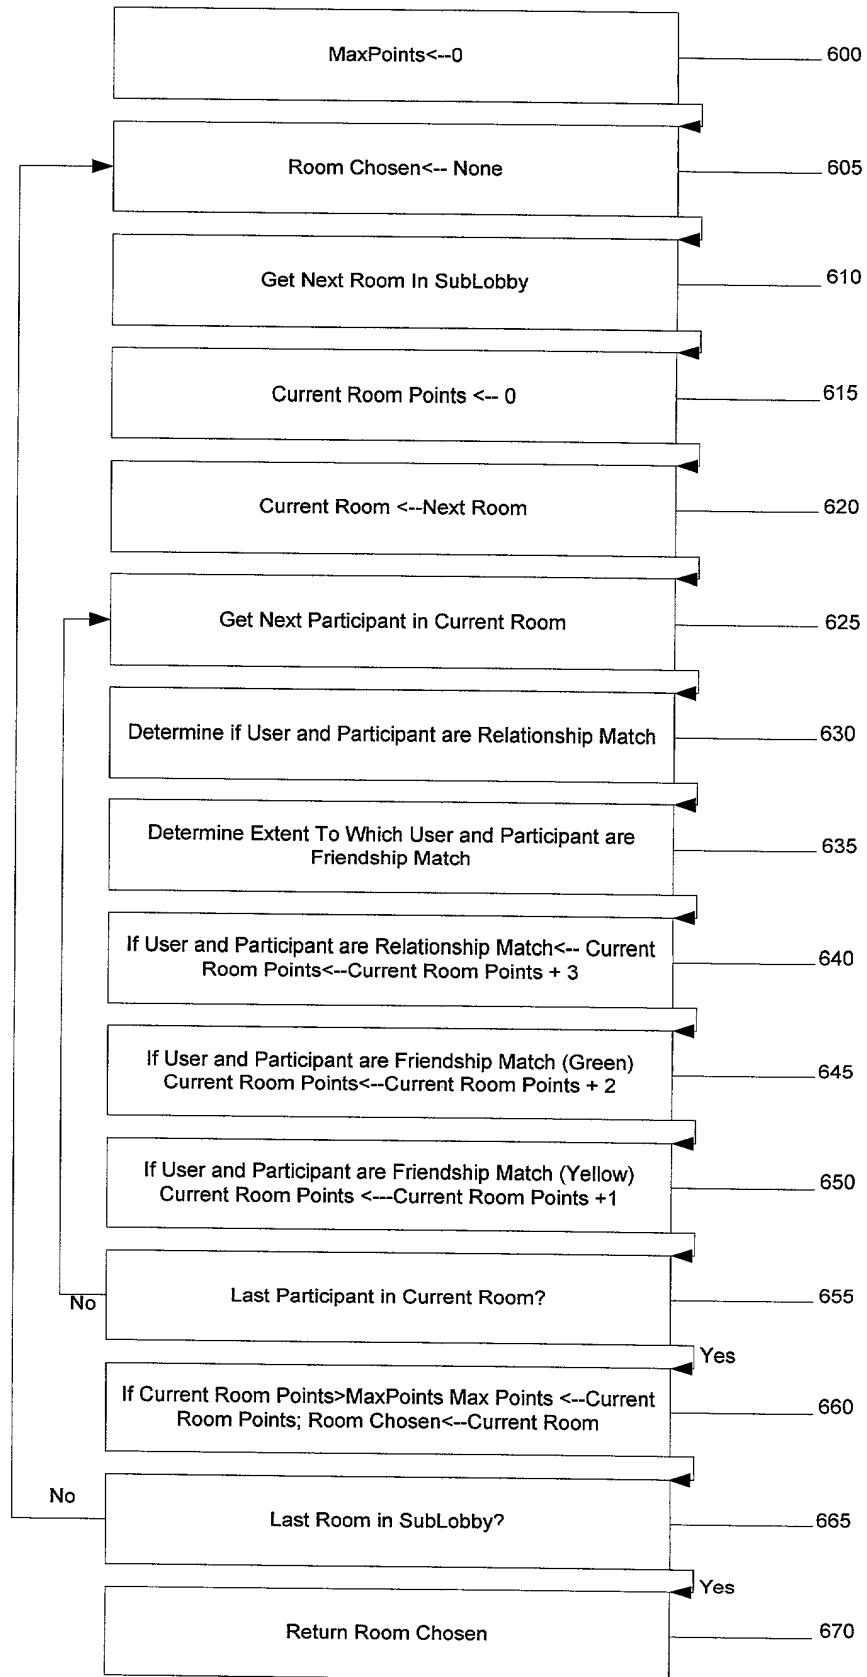 MaxPoints<--0
600
Room Chosen<-- None
605
Get Next Room In SubLobby
610
Current Room Points <-- 0
615
Current Room <--Next Room
620
Get Next Participant in Current Room
625
Determine if User and Participant are Relationship Match
630
Determine Extent To Which User and Participant are
Friendship Match
635
If User and Participant are Relationship Match<-- Current
Room Points<--Current Room Points + 3
640
If User and Participant are Friendship Match (Green)
Current Room Points<--Current Room Points + 2
645
If User and Participant are Friendship Match (Yellow)
Current Room Points <---Current Room Points +1
650
Last Participant in Current Room?
655
No
Yes
If Current Room Points>MaxPoints Max Points <--Current
Room Points; Room Chosen<--Current Room
660
No
Last Room in SubLobby?
665
Yes
Return Room Chosen
670